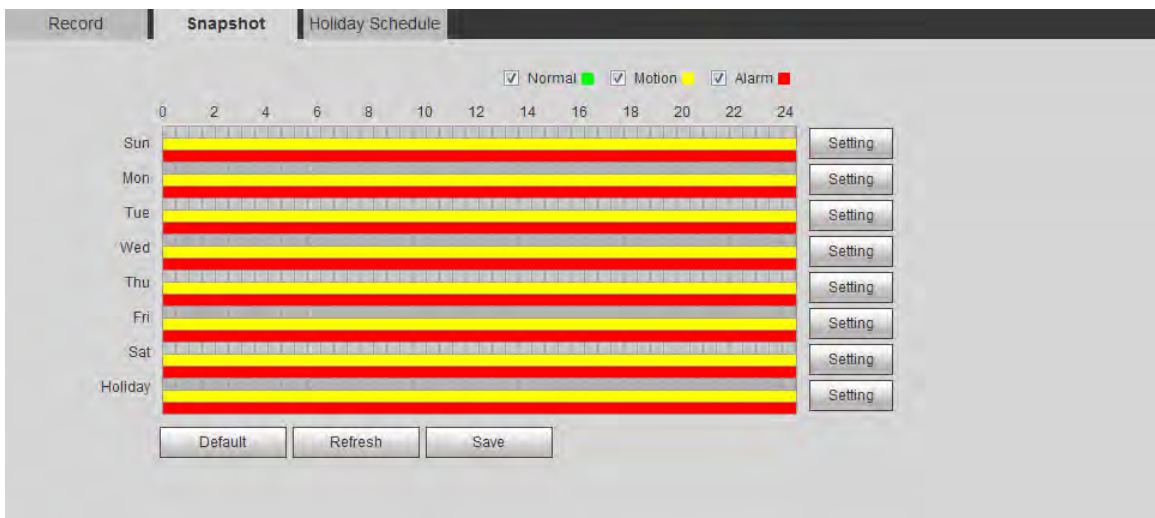 Record Snapshot Holiday Schedule
Normal Motion Alarm
0 2 4 6 8 10 12 14 16 18 20 22 24
Sun Setting
Mon Setting
Tue Setting
Wed Setting
Thu Setting
Fri Setting
Sat Setting
Holiday Setting
Default Refresh Save